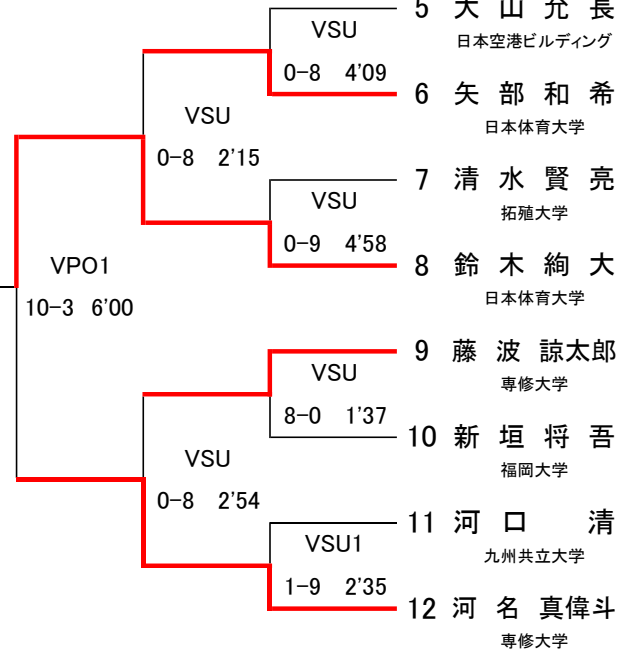 5 大 山 允 長
日本空港ビルディング
VSU
0-8 4'09
6 矢 部 和 希
日本体育大学
VSU
0-8 2'15
7 清 水 賢 亮
拓殖大学
VSU
0-9 4'58
8 鈴 木 絢 大
日本体育大学
VPO1
10-3 6'00
9 藤 波 諒太郎
専修大学
VSU
8-0 1'37
10 新 垣 将 吾
福岡大学
VSU
0-8 2'54
11 河 口 清
九州共立大学
VSU1
1-9 2'35
12 河 名 真偉斗
専修大学